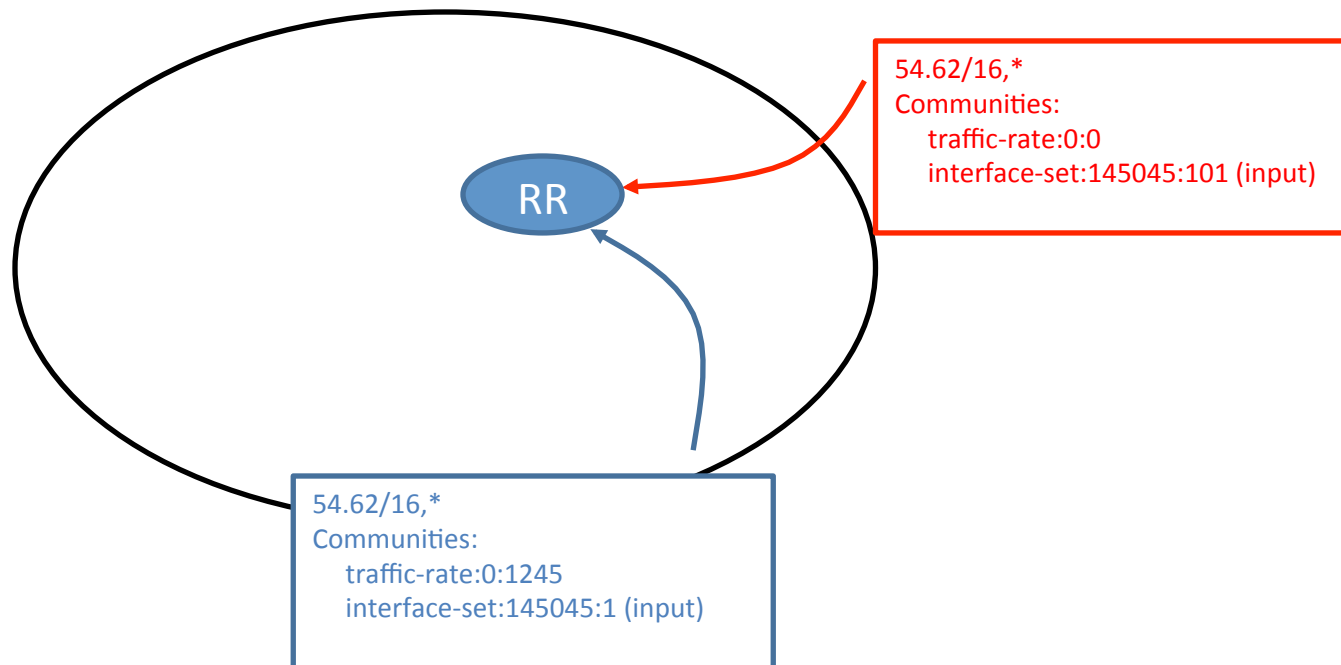 54.62/16,*
Communities:
traffic-rate:0:0
interface-set:145045:101 (input)
RR
54.62/16,*
Communities:
traffic-rate:0:1245
interface-set:145045:1 (input)